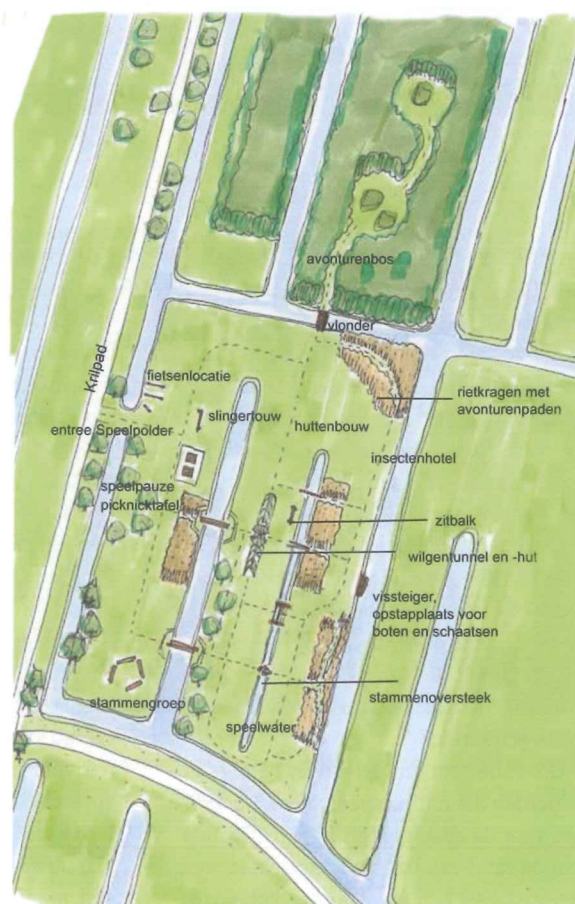 avonturenbos
vlonder
Krilpad
fietsenlocatie
rietkragen met
avonturenpaden
slingertouw
entree Speelpolder
huttenbouw
insectenhotel
speelpauze
picknicktafel
zitbalk
wilgentunnel en -hut
vissteiger,
opstapplaats voor
boten en schaatsen
stammengroep
stammenoversteek
speelwater